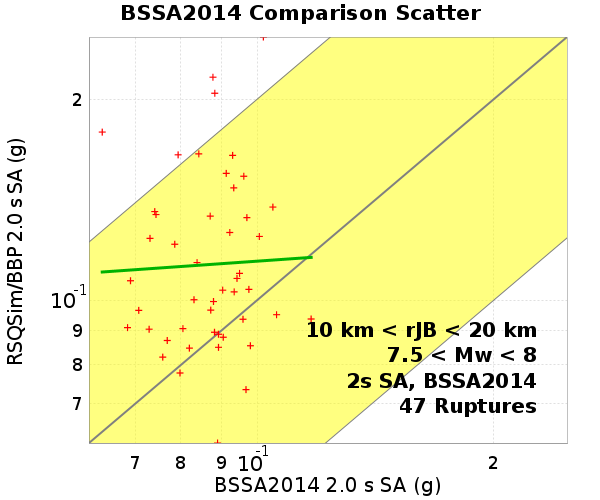 BSSA2014 Comparison Scatter
RSQSim/BBP 2.0 s SA (g)
2
10-1
9
8
7
10 km < rJB < 20 km
7.5 < Mw < 8
2s SA, BSSA2014
47 Ruptures
7 8 9 10-1 2
BSSA2014 2.0 s SA (g)